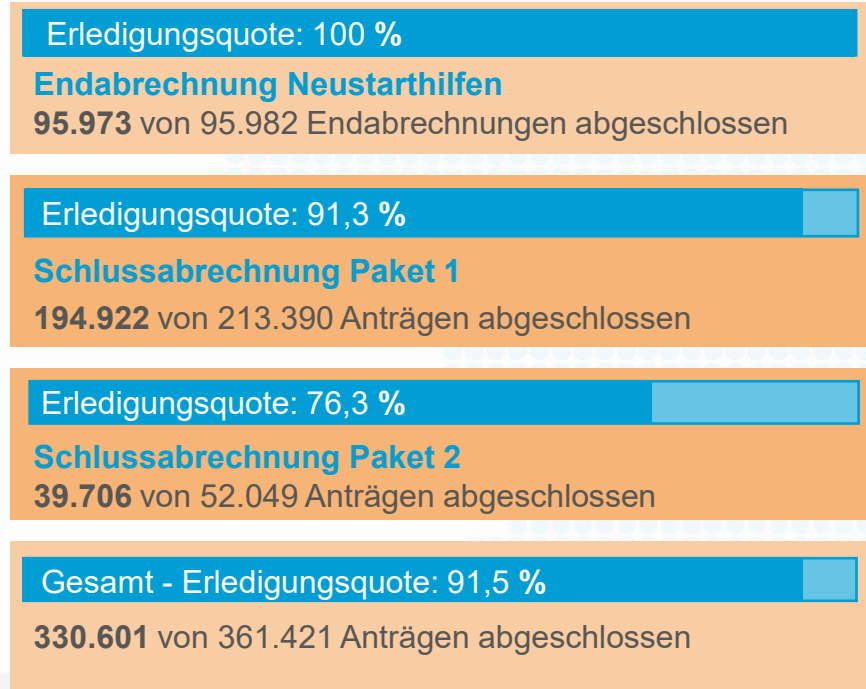 Erledigungsquote: 100 %
Endabrechnung Neustarthilfen
95.973 von 95.982 Endabrechnungen abgeschlossen
Erledigungsquote: 91,3 %
Schlussabrechnung Paket 1
194.922 von 213.390 Anträgen abgeschlossen
Erledigungsquote: 76,3 %
Schlussabrechnung Paket 2
39.706 von 52.049 Anträgen abgeschlossen
Gesamt - Erledigungsquote: 91,5 %
330.601 von 361.421 Anträgen abgeschlossen